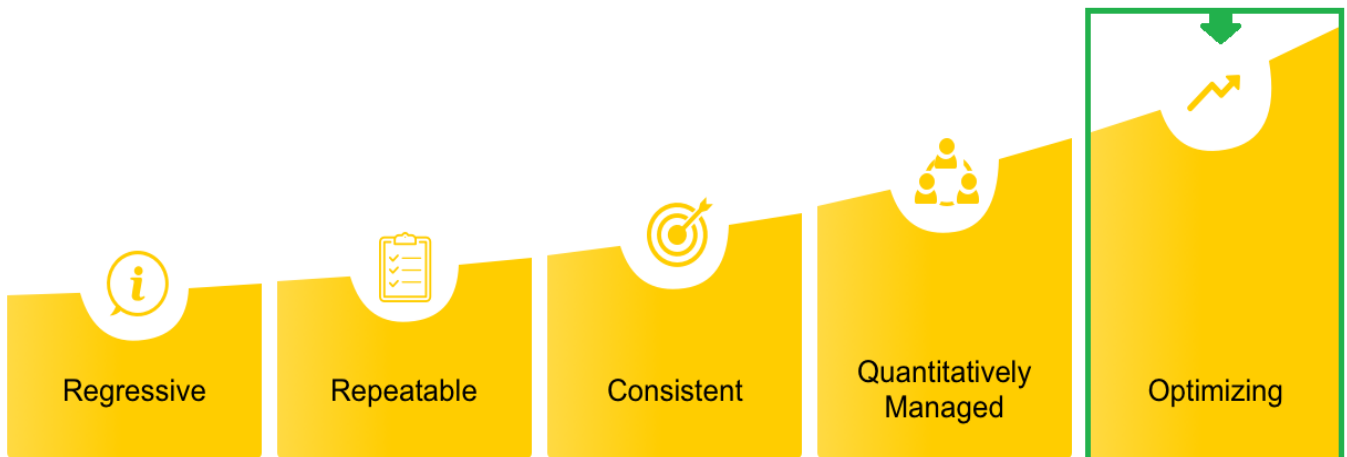 Regressive
Repeatable
Consistent
Quantitatively
Managed
Optimizing